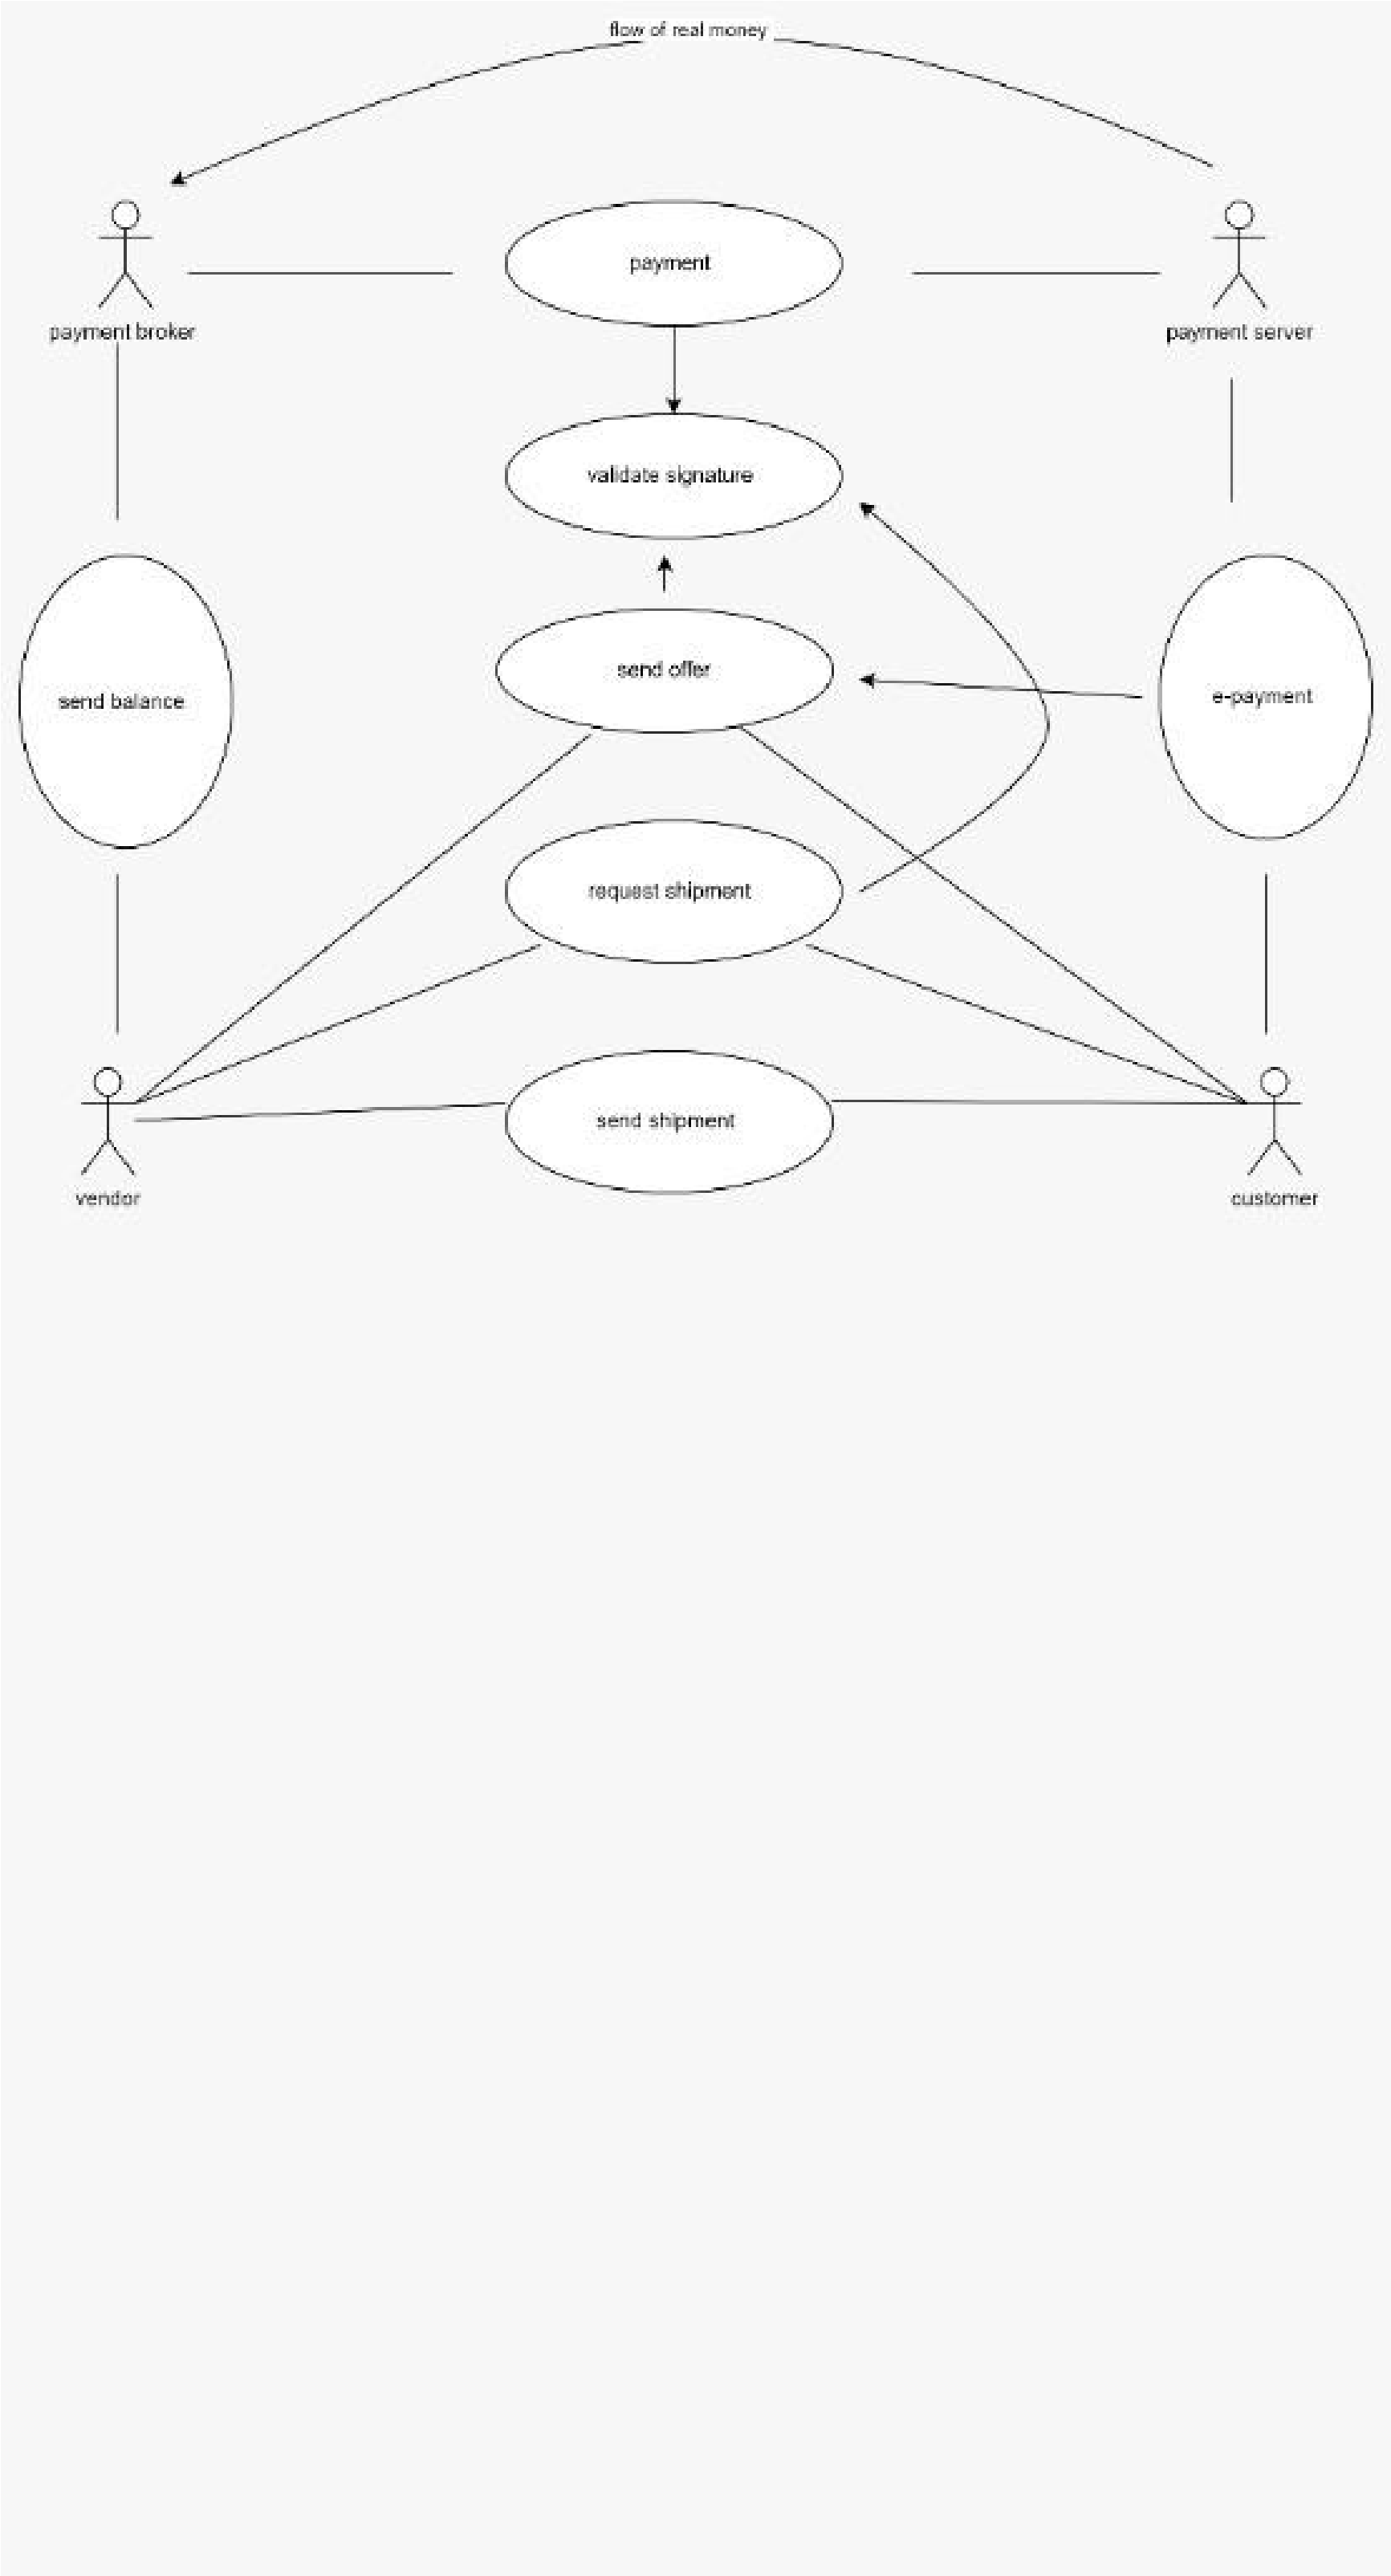 flow of real money
payment
payment broker
payment server
validate signature
send offer
send balance
e-payment
request shipment
send shipment
vendor
customer